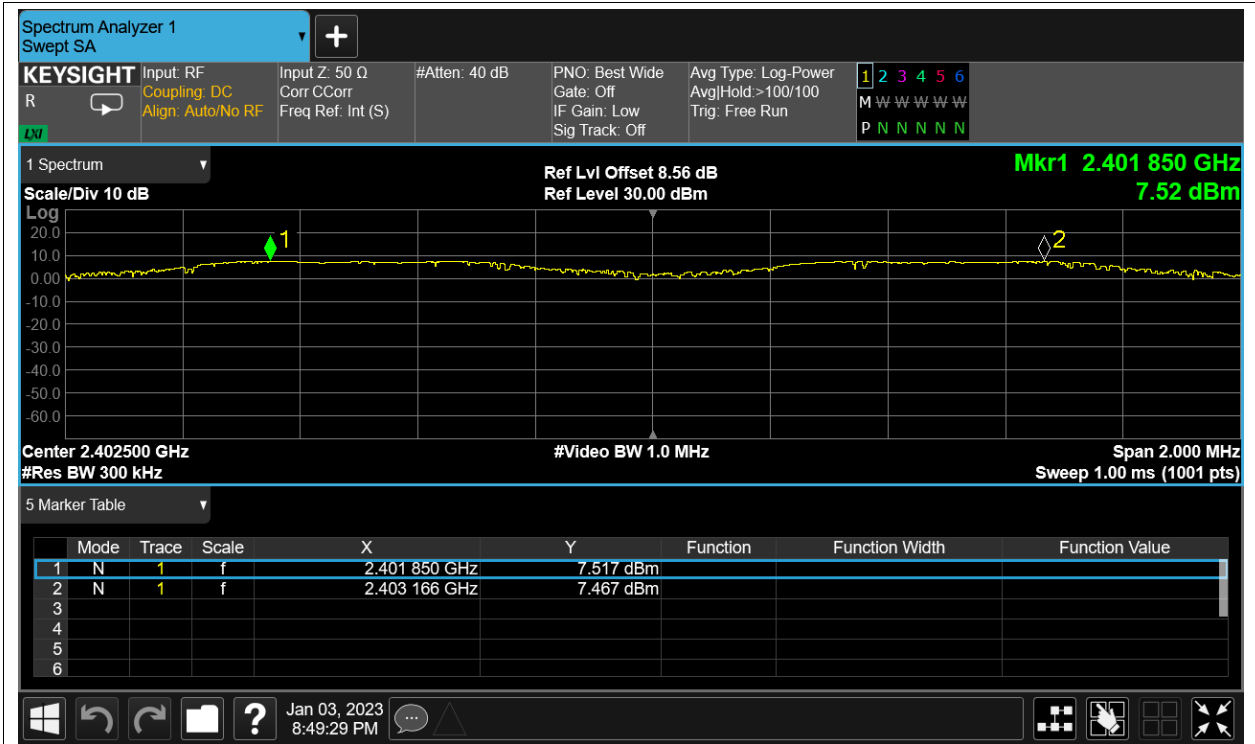 Spectrum Analyzer 1
Swept SA
KEYSIGHT
R
LXI
Input: RF
Coupling: DC
Align: Auto/No RF
Input Z: 50 Ω
Corr CCorr
Freq Ref: Int (S)
#Atten: 40 dB
PNO: Best Wide
Gate: Off
IF Gain: Low
Sig Track: Off
Avg Type: Log-Power
Avg|Hold:>100/100
Trig: Free Run
1 2 3 4 5 6
M W W W W W
P N N N N N
1 Spectrum
Scale/Div 10 dB
Ref Lvl Offset 8.56 dB
Ref Level 30.00 dBm
Mkr1 2.401 850 GHz
7.52 dBm
Log
20.0
10.0
0.00
-10.0
-20.0
-30.0
-40.0
-50.0
-60.0
1
2
Center 2.402500 GHz
#Res BW 300 kHz
#Video BW 1.0 MHz
Span 2.000 MHz
Sweep 1.00 ms (1001 pts)
5 Marker Table
Mode Trace Scale X Y Function Function Width Function Value
1 N 1 f 2.401 850 GHz 7.517 dBm
2 N 1 f 2.403 166 GHz 7.467 dBm
3
4
5
6
?
Jan 03, 2023
8:49:29 PM